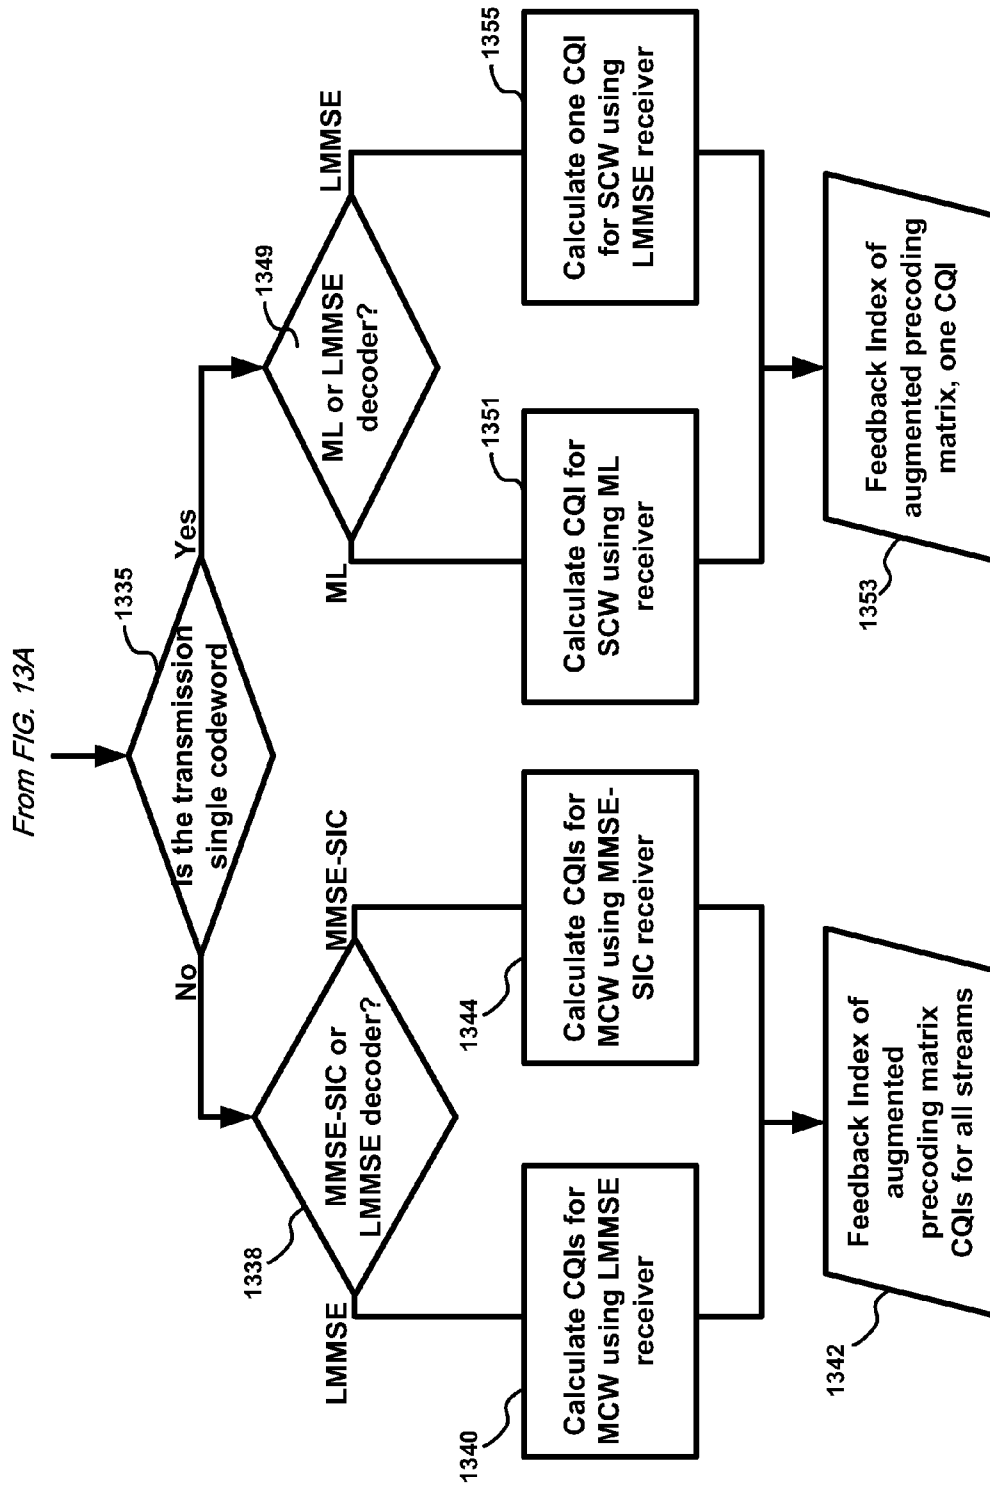 From FIG. 13A
1335
Is the transmission
single codeword
No
Yes
1338
MMSE-SIC or
LMMSE decoder?
LMMSE
MMSE-SIC
1349
ML or LMMSE
decoder?
ML
LMMSE
1340
Calculate CQIs for
MCW using LMMSE
receiver
1344
Calculate CQIs for
MCW using MMSE-
SIC receiver
1351
Calculate CQI for
SCW using ML
receiver
1355
Calculate one CQI
for SCW using
LMMSE receiver
1342
Feedback Index of
augmented
precoding matrix
CQIs for all streams
1353
Feedback Index of
augmented precoding
matrix, one CQI